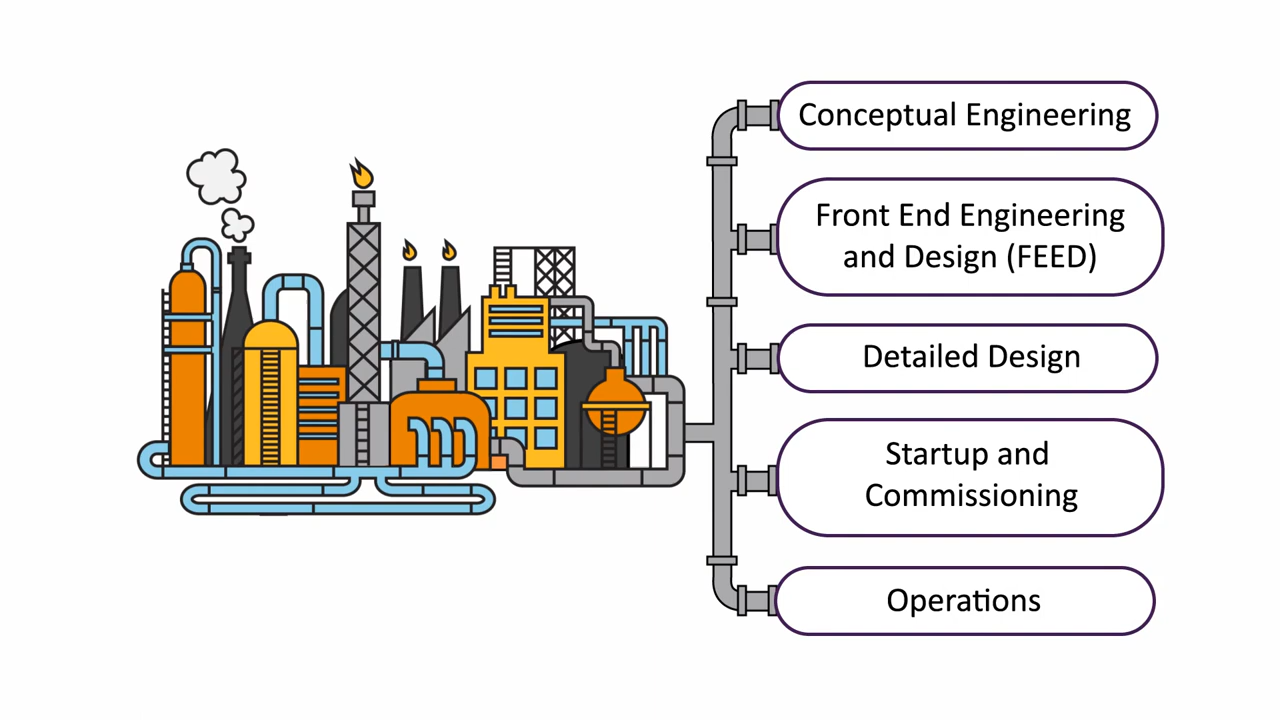 Conceptual Engineering
Front End Engineering
and Design (FEED)
Detailed Design
Startup and
Commissioning
Operations